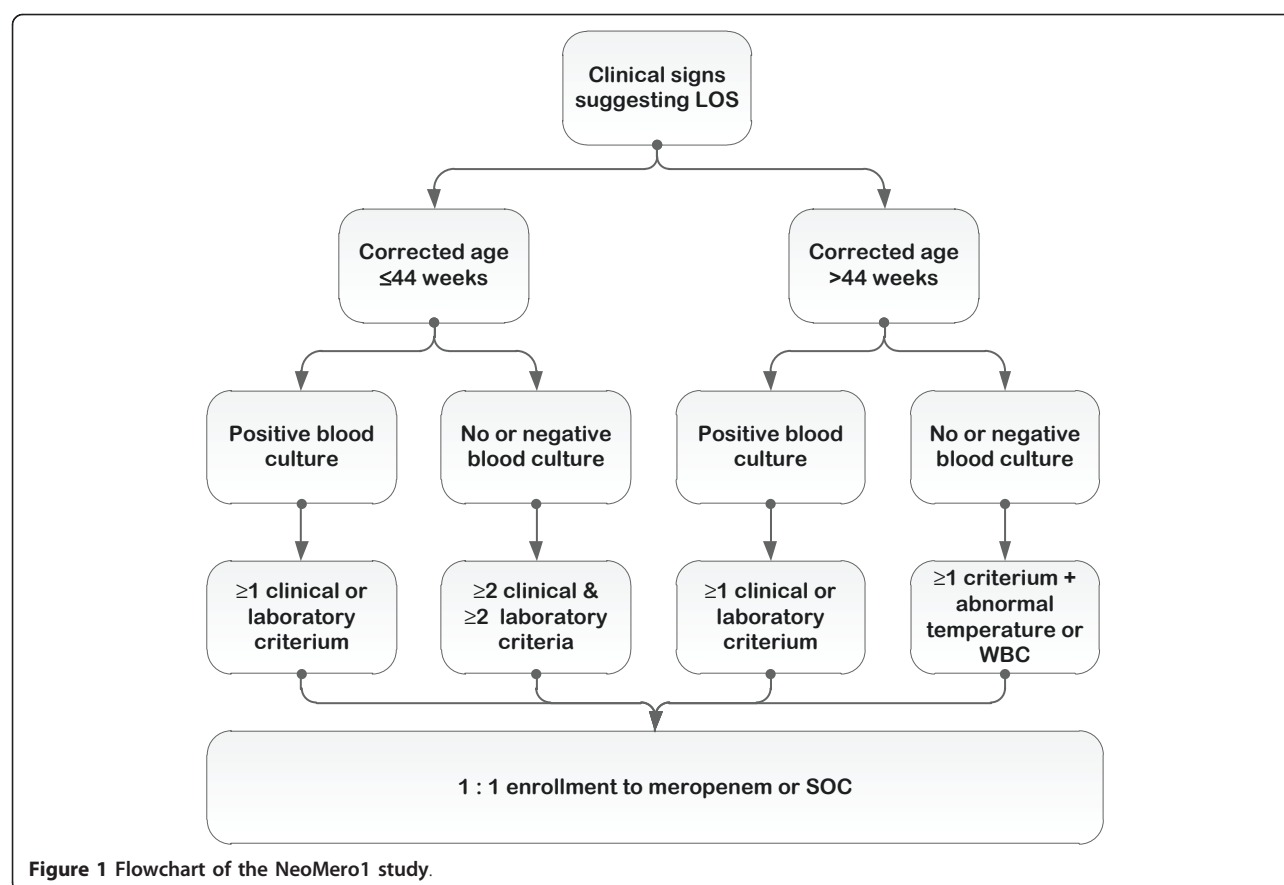 Clinical signs
suggesting LOS
Corrected age
≤44 weeks
Corrected age
>44 weeks
Positive blood
culture
No or negative
blood culture
Positive blood
culture
No or negative
blood culture
≥1 clinical or
laboratory
criterium
≥2 clinical &
≥2 laboratory
criteria
≥1 clinical or
laboratory
criterium
≥1 criterium +
abnormal
temperature or
WBC
1 : 1 enrollment to meropenem or SOC
Figure 1 Flowchart of the NeoMero1 study.